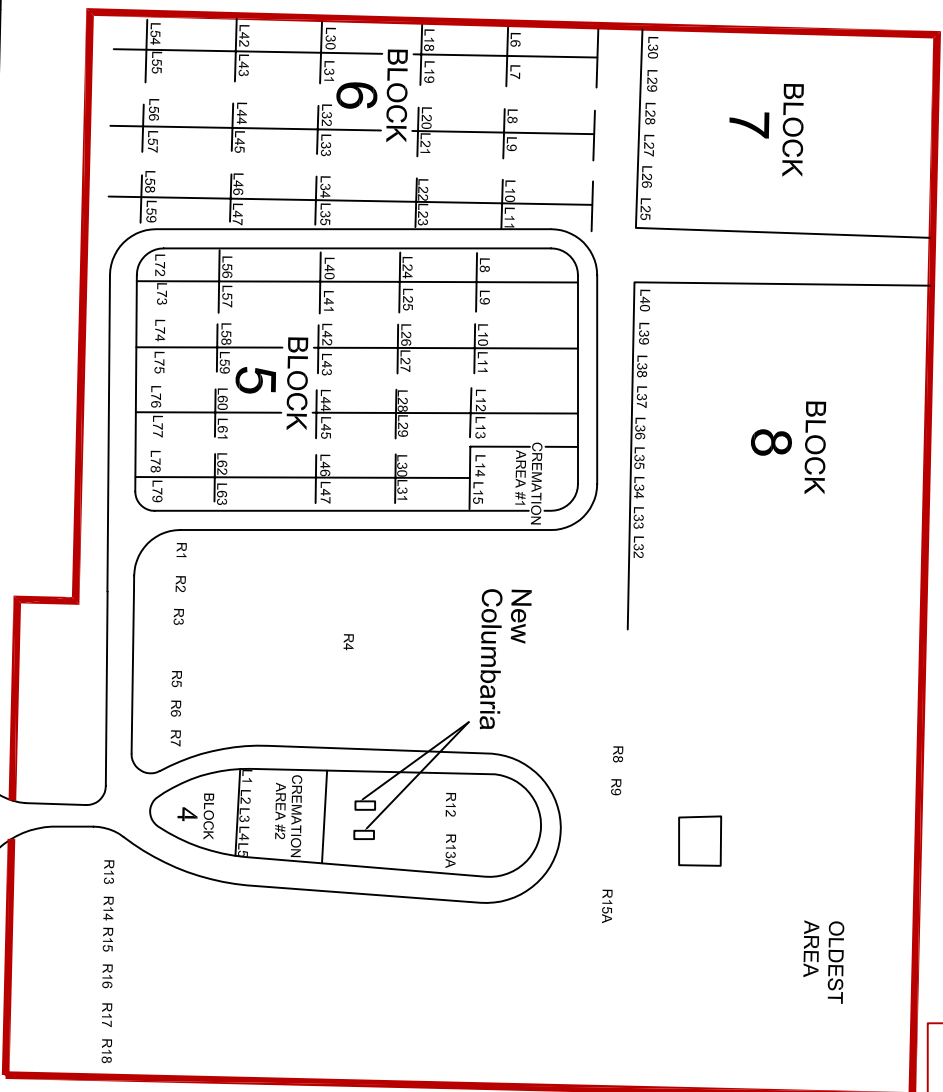 OLDEST
AREA
BLOCK
8
BLOCK
7
L30 L29 L28 L27 L26 L25
L40 L39 L38 L37 L36 L35 L34 L33 L32
R8 R9
R15A
CREMATION
AREA #1
L6 L7 L8 L9 L10 L11
L8 L9 L10 L11 L12 L13 L14 L15
New
Columbaria
R12 R13A
BLOCK
6
L18 L19 L20 L21 L22 L23
L24 L25 L26 L27 L28 L29 L30 L31
R4
L30 L31 L32 L33 L34 L35
L40 L41 L42 L43 L44 L45 L46 L47
BLOCK
5
CREMATION
AREA #2
L42 L43 L44 L45 L46 L47
L56 L57 L58 L59 L60 L61 L62 L63
L1 L2 L3 L4 L5
BLOCK
4
L54 L55 L56 L57 L58 L59
L72 L73 L74 L75 L76 L77 L78 L79
R1 R2 R3 R5 R6 R7
R13 R14 R15 R16 R17 R18